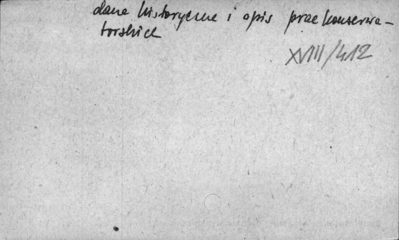 dane historyczne i opis prac konserwa-
torskich
XVIII/412